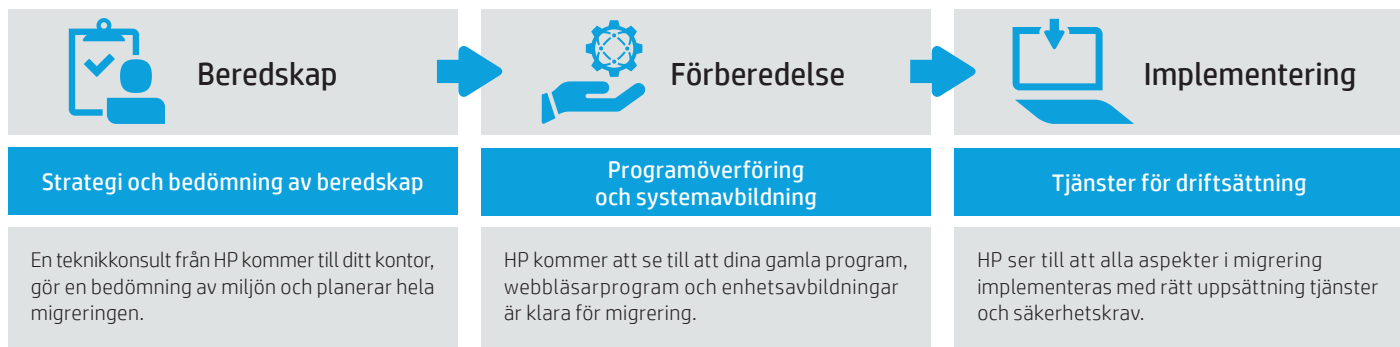 Beredskap
Förberedelse
Implementering
Strategi och bedömning av beredskap
Programöverföring
och systemavbildning
Tjänster för driftsättning
En teknikkonsult från HP kommer till ditt kontor,
gör en bedömning av miljön och planerar hela
migreringen.
HP kommer att se till att dina gamla program,
webbläsarprogram och enhetsavbildningar
är klara för migrering.
HP ser till att alla aspekter i migrering
implementeras med rätt uppsättning tjänster
och säkerhetskrav.